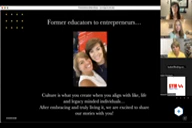 Former educators to entrepreneurs...
Culture is what you create when you align with like, life
and legacy minded individuals...
After embracing and truly living it, we are excited to share
our stories with you!